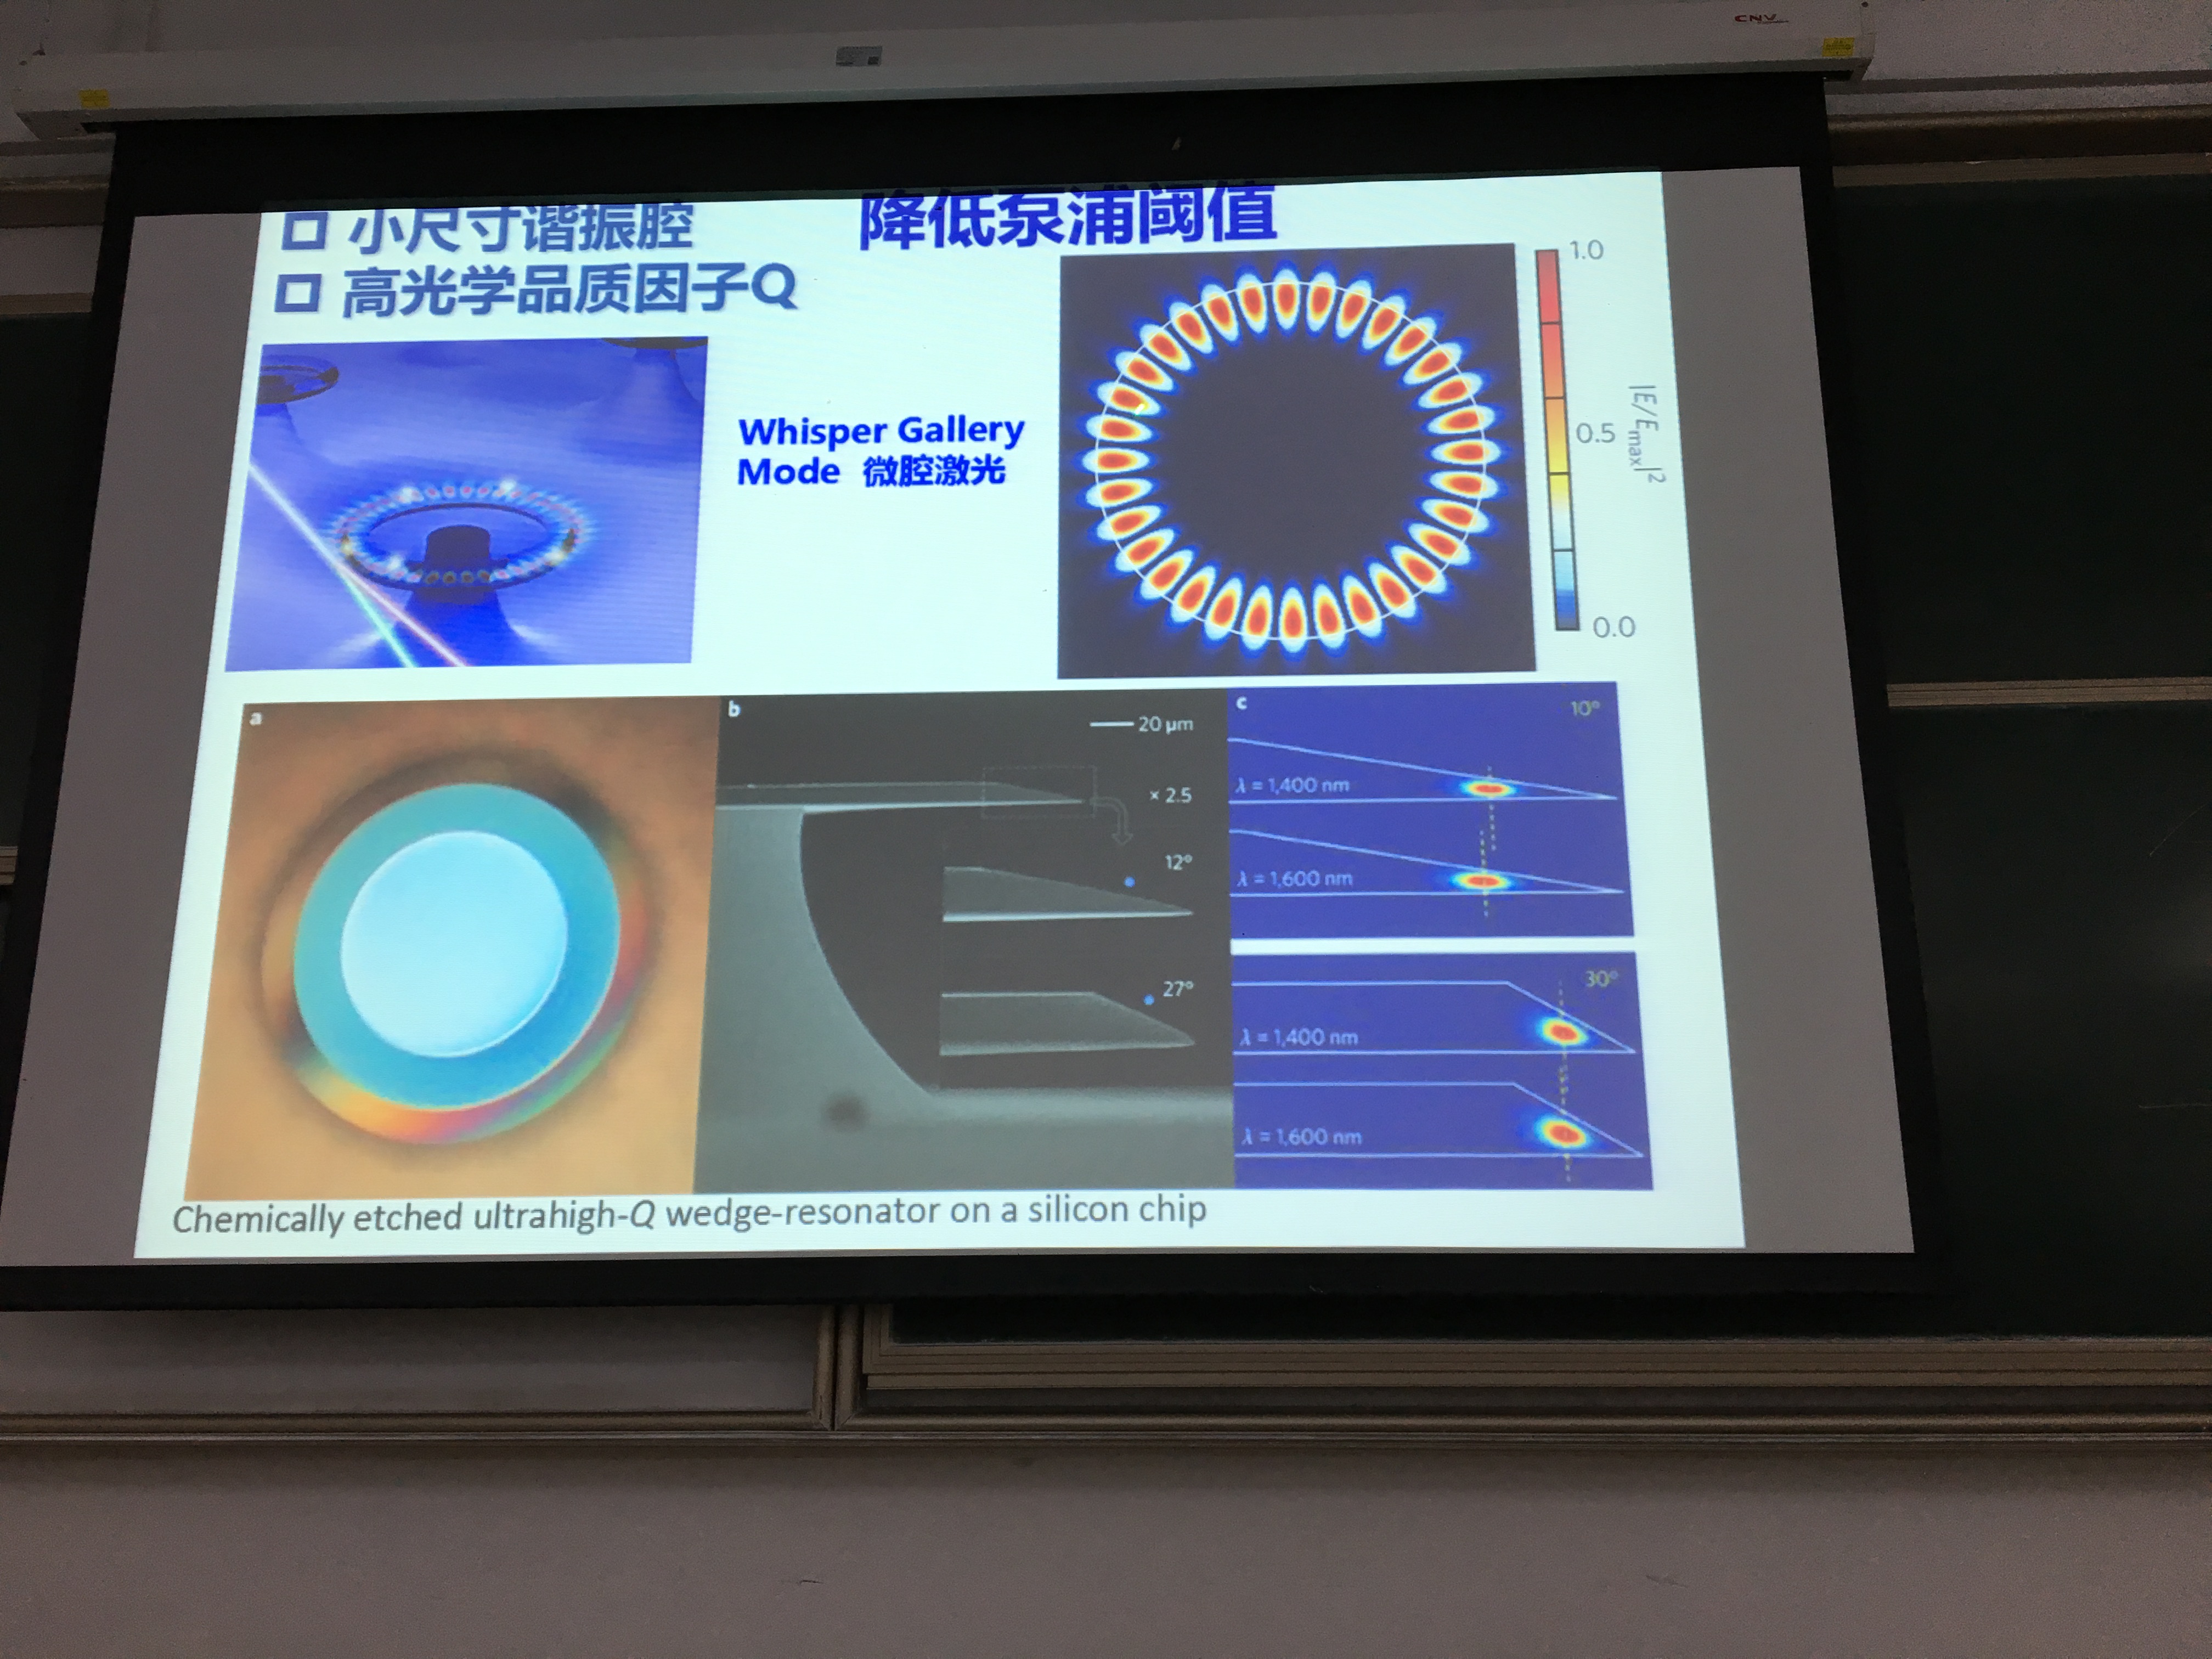 CNV
小尺寸谐振腔
降低泵浦阈值
高光学品质因子Q
Whisper Gallery
Mode 微腔激光
1.0
0.5
0.0
|E/Emax|²
a
b
20 µm
× 2.5
12°
27°
c
10°
λ = 1,400 nm
λ = 1,600 nm
30°
λ = 1,400 nm
λ = 1,600 nm
Chemically etched ultrahigh-Q wedge-resonator on a silicon chip